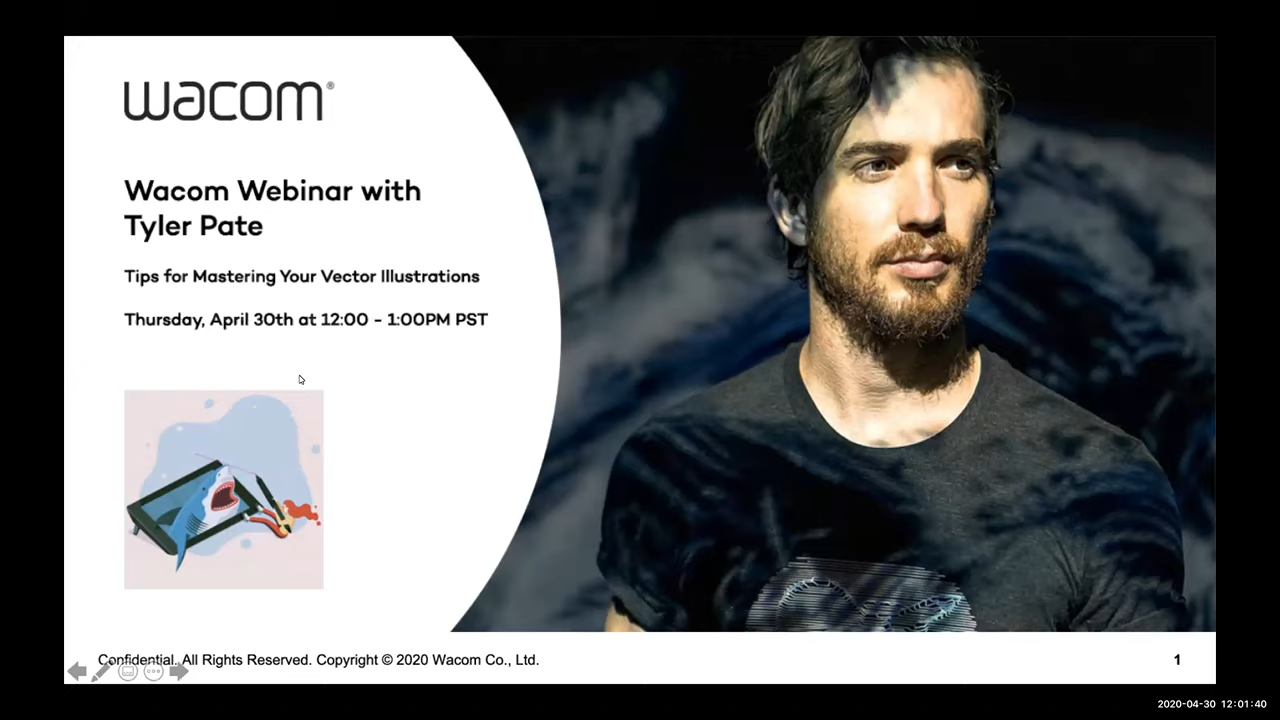 wacom®
Wacom Webinar with
Tyler Pate
Tips for Mastering Your Vector Illustrations
Thursday, April 30th at 12:00 - 1:00PM PST
Confidential. All Rights Reserved. Copyright © 2020 Wacom Co., Ltd.
1
2020-04-30 12:01:40